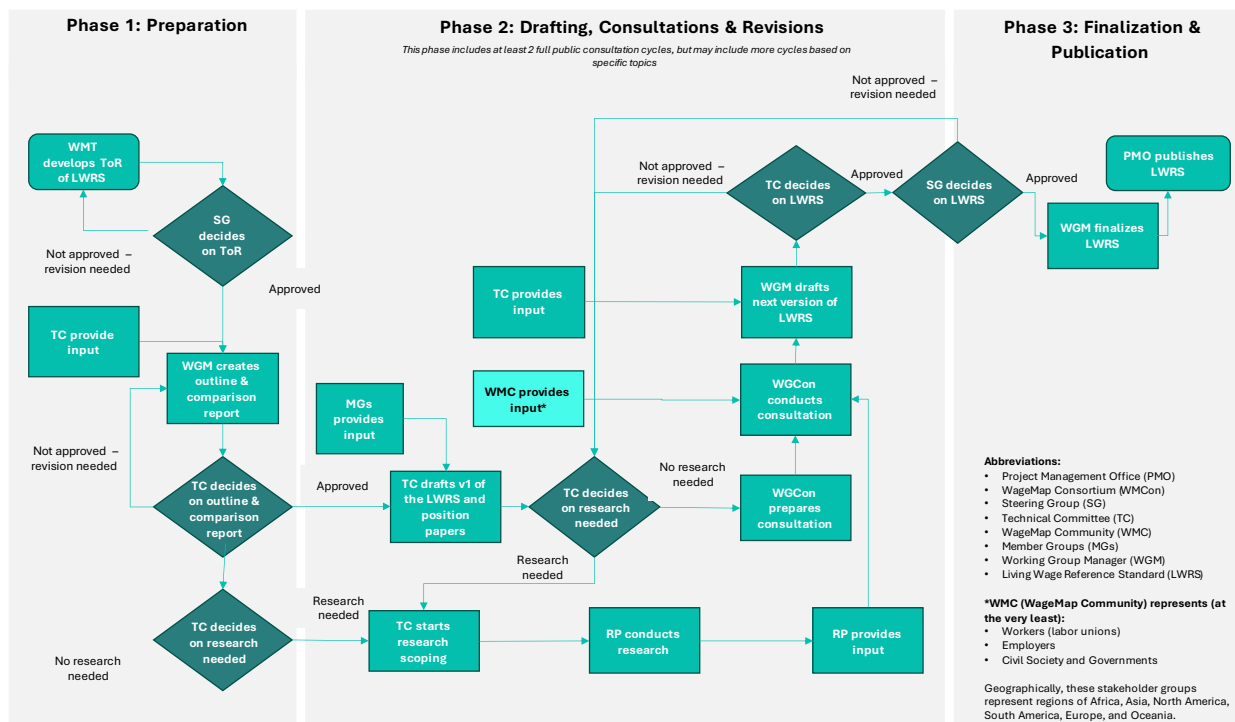 Phase 1: Preparation
WMT
develops ToR
of LWRS
SG
decides
on ToR
Not approved –
revision needed
Approved
TC provide
input
WGM creates
outline &
comparison
report
Not approved –
revision needed
TC decides
on outline &
comparison
report
TC decides
on research
needed
No research
needed
Phase 2: Drafting, Consultations & Revisions
This phase includes at least 2 full public consultation cycles, but may include more cycles based on
specific topics
Not approved –
revision needed
Not approved –
revision needed
TC decides
on LWRS
Approved
SG decides
on LWRS
TC provides
input
WGM drafts
next version of
LWRS
WMC provides
input*
WGCon
conducts
consultation
MGs
provides
input
Approved
TC drafts v1 of
the LWRS and
position
papers
TC decides
on research
needed
No research
needed
WGCon
prepares
consultation
Research
needed
Research
needed
TC starts
research
scoping
RP conducts
research
RP provides
input
Phase 3: Finalization &
Publication
Approved
WGM finalizes
LWRS
PMO publishes
LWRS
Abbreviations:
• Project Management Office (PMO)
• WageMap Consortium (WMCon)
• Steering Group (SG)
• Technical Committee (TC)
• WageMap Community (WMC)
• Member Groups (MGs)
• Working Group Manager (WGM)
• Living Wage Reference Standard (LWRS)
*WMC (WageMap Community) represents (at
the very least):
• Workers (labor unions)
• Employers
• Civil Society and Governments
Geographically, these stakeholder groups
represent regions of Africa, Asia, North America,
South America, Europe, and Oceania.